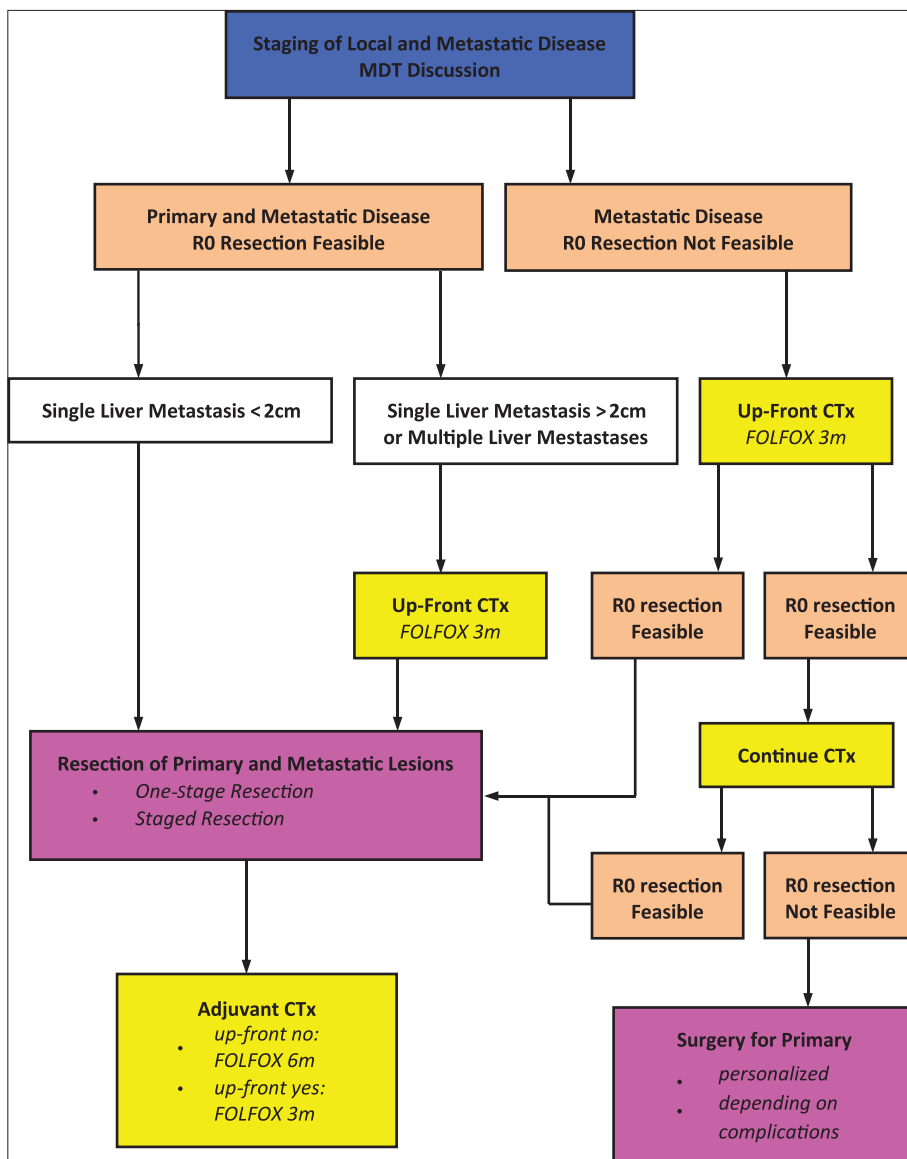 Staging of Local and Metastatic Disease
MDT Discussion
Primary and Metastatic Disease
R0 Resection Feasible
Metastatic Disease
R0 Resection Not Feasible
Single Liver Metastasis < 2cm
Single Liver Metastasis > 2cm
or Multiple Liver Mestastases
Up-Front CTx
FOLFOX 3m
Up-Front CTx
FOLFOX 3m
R0 resection
Feasible
R0 resection
Feasible
Resection of Primary and Metastatic Lesions
• One-stage Resection
• Staged Resection
Continue CTx
R0 resection
Feasible
R0 resection
Not Feasible
Adjuvant CTx
• up-front no:
FOLFOX 6m
• up-front yes:
FOLFOX 3m
Surgery for Primary
• personalized
• depending on
complications